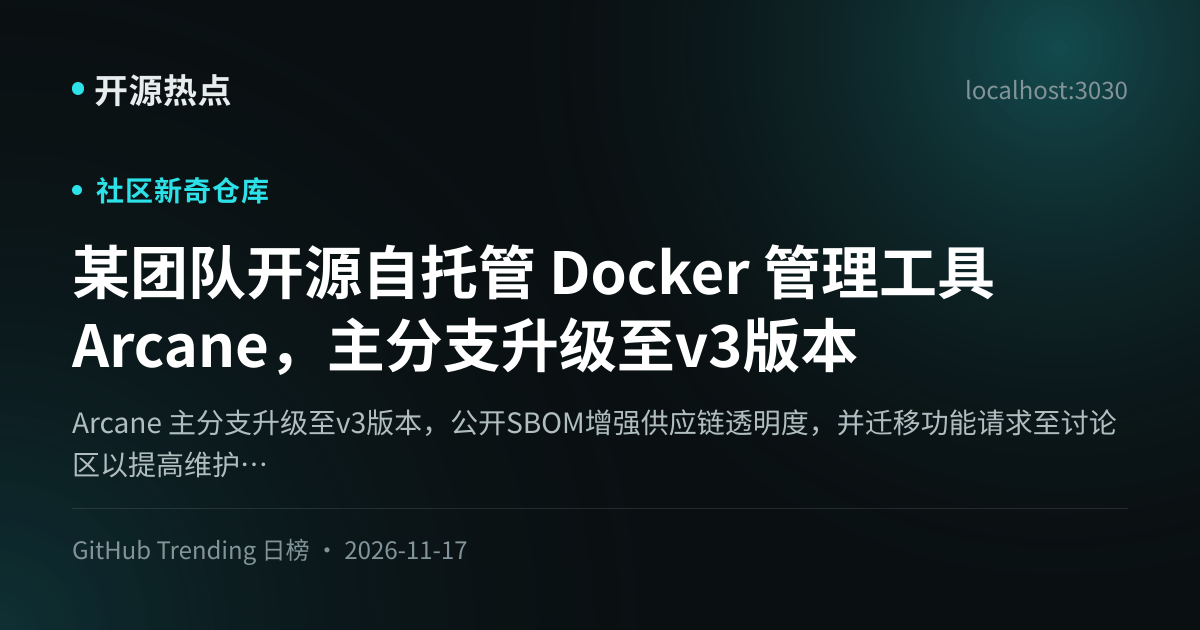 开源热点
localhost:3030
社区新奇仓库
某团队开源自托管 Docker 管理工具
Arcane，主分支升级至v3版本
Arcane 主分支升级至v3版本，公开SBOM增强供应链透明度，并迁移功能请求至讨论
区以提高维护…
GitHub Trending 日榜 · 2026-11-17